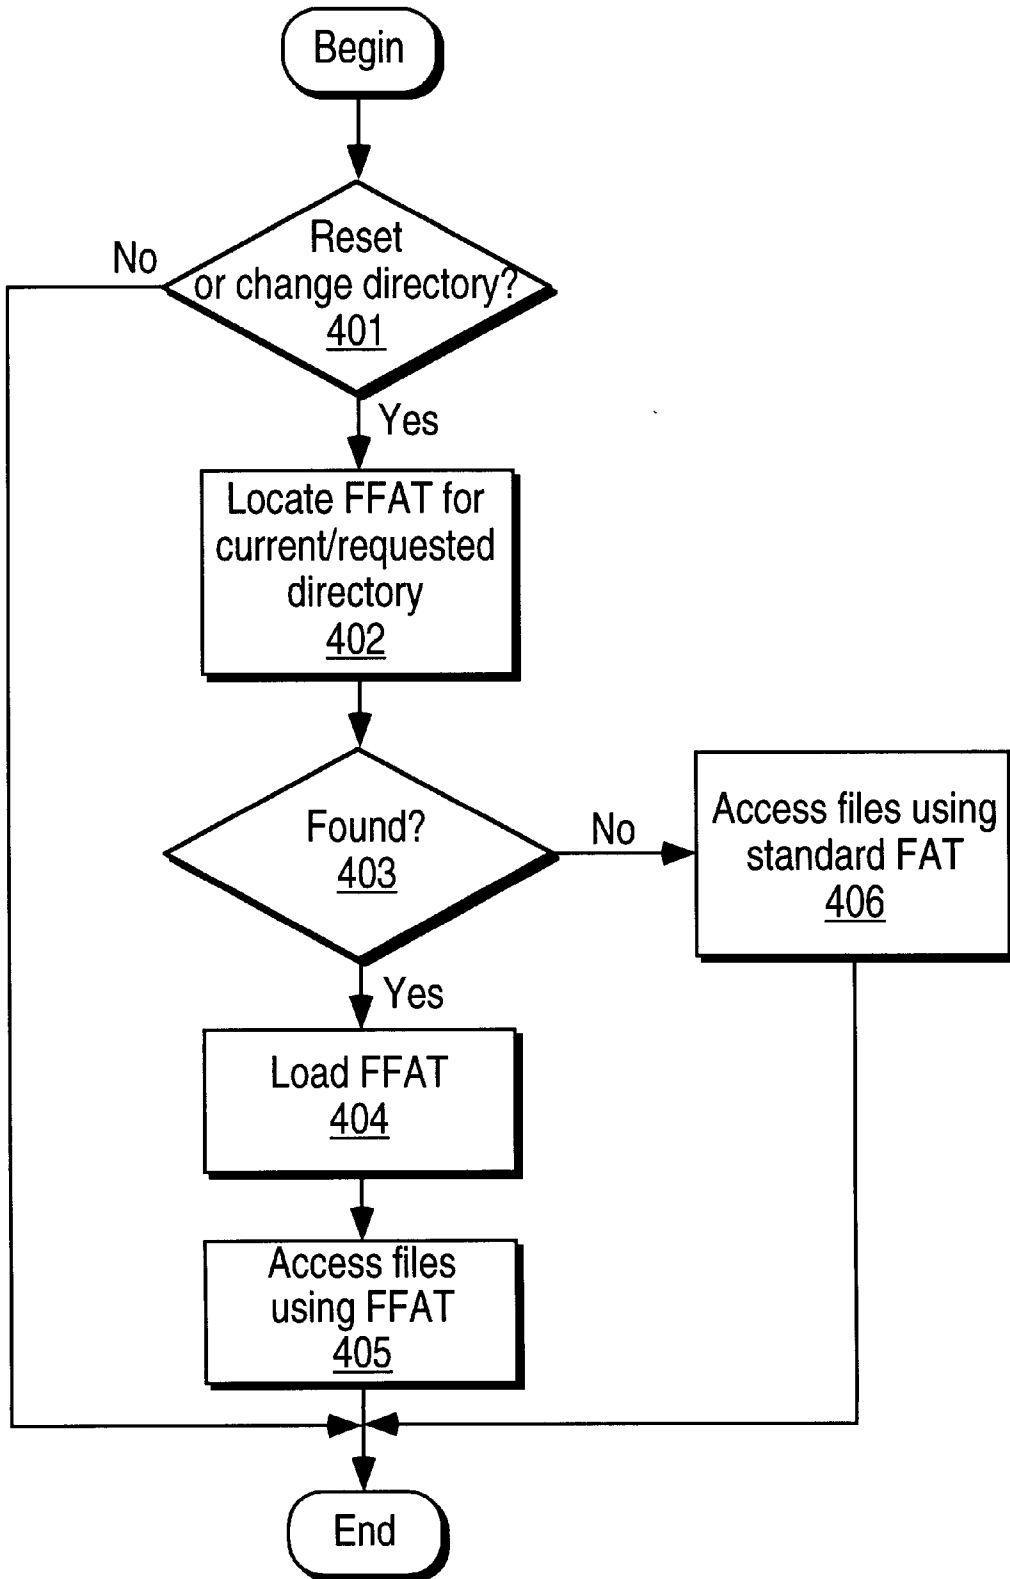 Begin
Reset
or change directory?
401
No
Yes
Locate FFAT for
current/requested
directory
402
Found?
403
No
Yes
Access files using
standard FAT
406
Load FFAT
404
Access files
using FFAT
405
End